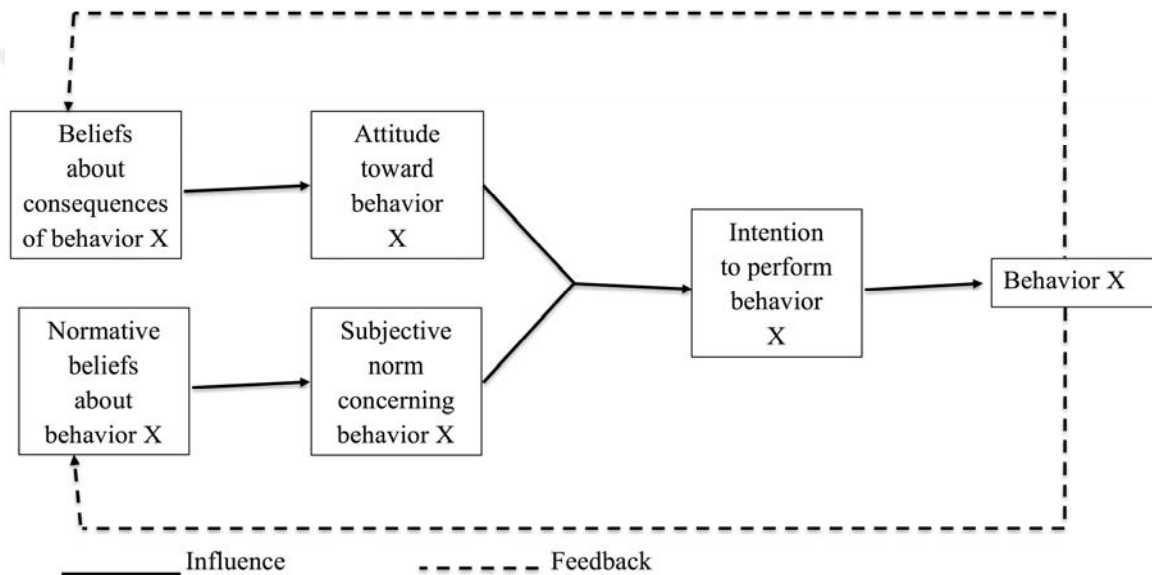 Beliefs
about
consequences
of behavior X
Attitude
toward
behavior
X
Normative
beliefs
about
behavior X
Subjective
norm
concerning
behavior X
Intention
to perform
behavior
X
Behavior X
Influence
Feedback